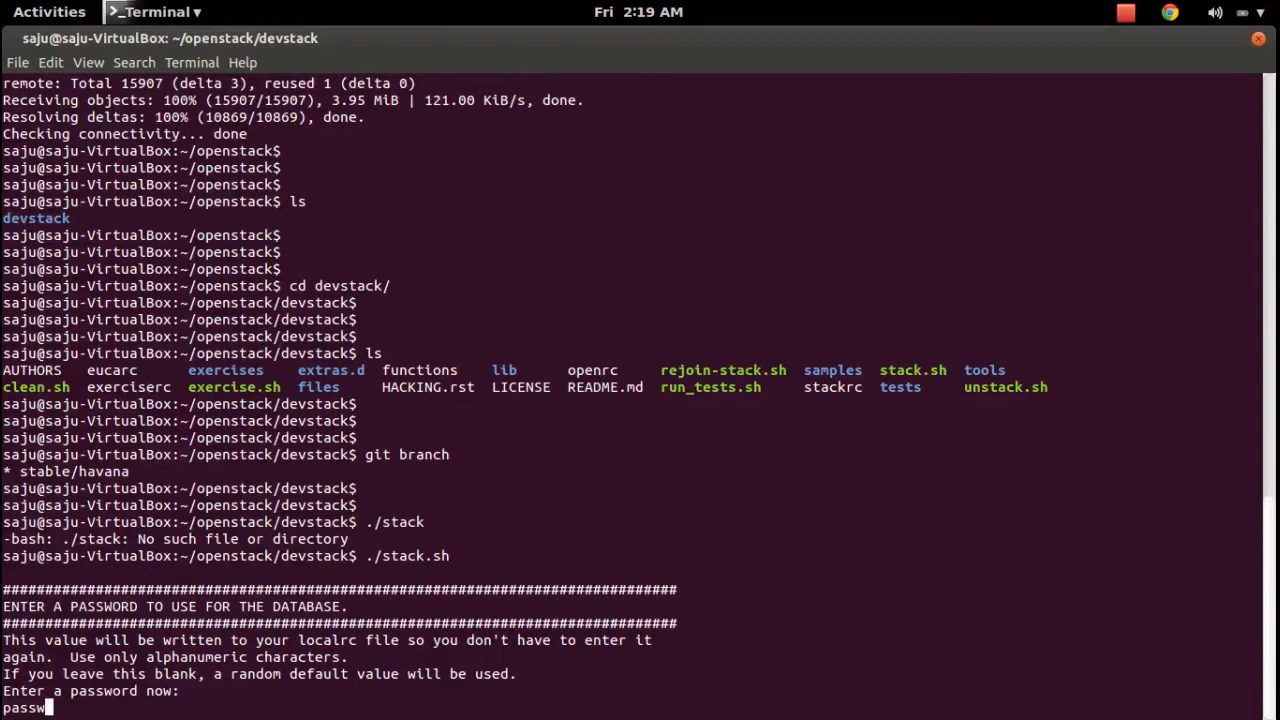 Activities Terminal Fri 2:19 AM
saju@saju-VirtualBox: ~/openstack/devstack
File Edit View Search Terminal Help
remote: Total 15907 (delta 3), reused 1 (delta 0)
Receiving objects: 100% (15907/15907), 3.95 MiB | 121.00 KiB/s, done.
Resolving deltas: 100% (10869/10869), done.
Checking connectivity... done
saju@saju-VirtualBox:~/openstack$
saju@saju-VirtualBox:~/openstack$
saju@saju-VirtualBox:~/openstack$
saju@saju-VirtualBox:~/openstack$ ls
devstack
saju@saju-VirtualBox:~/openstack$
saju@saju-VirtualBox:~/openstack$
saju@saju-VirtualBox:~/openstack$
saju@saju-VirtualBox:~/openstack$ cd devstack/
saju@saju-VirtualBox:~/openstack/devstack$
saju@saju-VirtualBox:~/openstack/devstack$
saju@saju-VirtualBox:~/openstack/devstack$
saju@saju-VirtualBox:~/openstack/devstack$ ls
AUTHORS eucarc exercises extras.d functions lib openrc rejoin-stack.sh samples stack.sh tools
clean.sh exerciserc exercise.sh files HACKING.rst LICENSE README.md run_tests.sh stackrc tests unstack.sh
saju@saju-VirtualBox:~/openstack/devstack$
saju@saju-VirtualBox:~/openstack/devstack$
saju@saju-VirtualBox:~/openstack/devstack$
saju@saju-VirtualBox:~/openstack/devstack$ git branch
* stable/havana
saju@saju-VirtualBox:~/openstack/devstack$
saju@saju-VirtualBox:~/openstack/devstack$
saju@saju-VirtualBox:~/openstack/devstack$ ./stack
-bash: ./stack: No such file or directory
saju@saju-VirtualBox:~/openstack/devstack$ ./stack.sh
################################################################################
ENTER A PASSWORD TO USE FOR THE DATABASE.
################################################################################
This value will be written to your localrc file so you don't have to enter it
again. Use only alphanumeric characters.
If you leave this blank, a random default value will be used.
Enter a password now:
passw